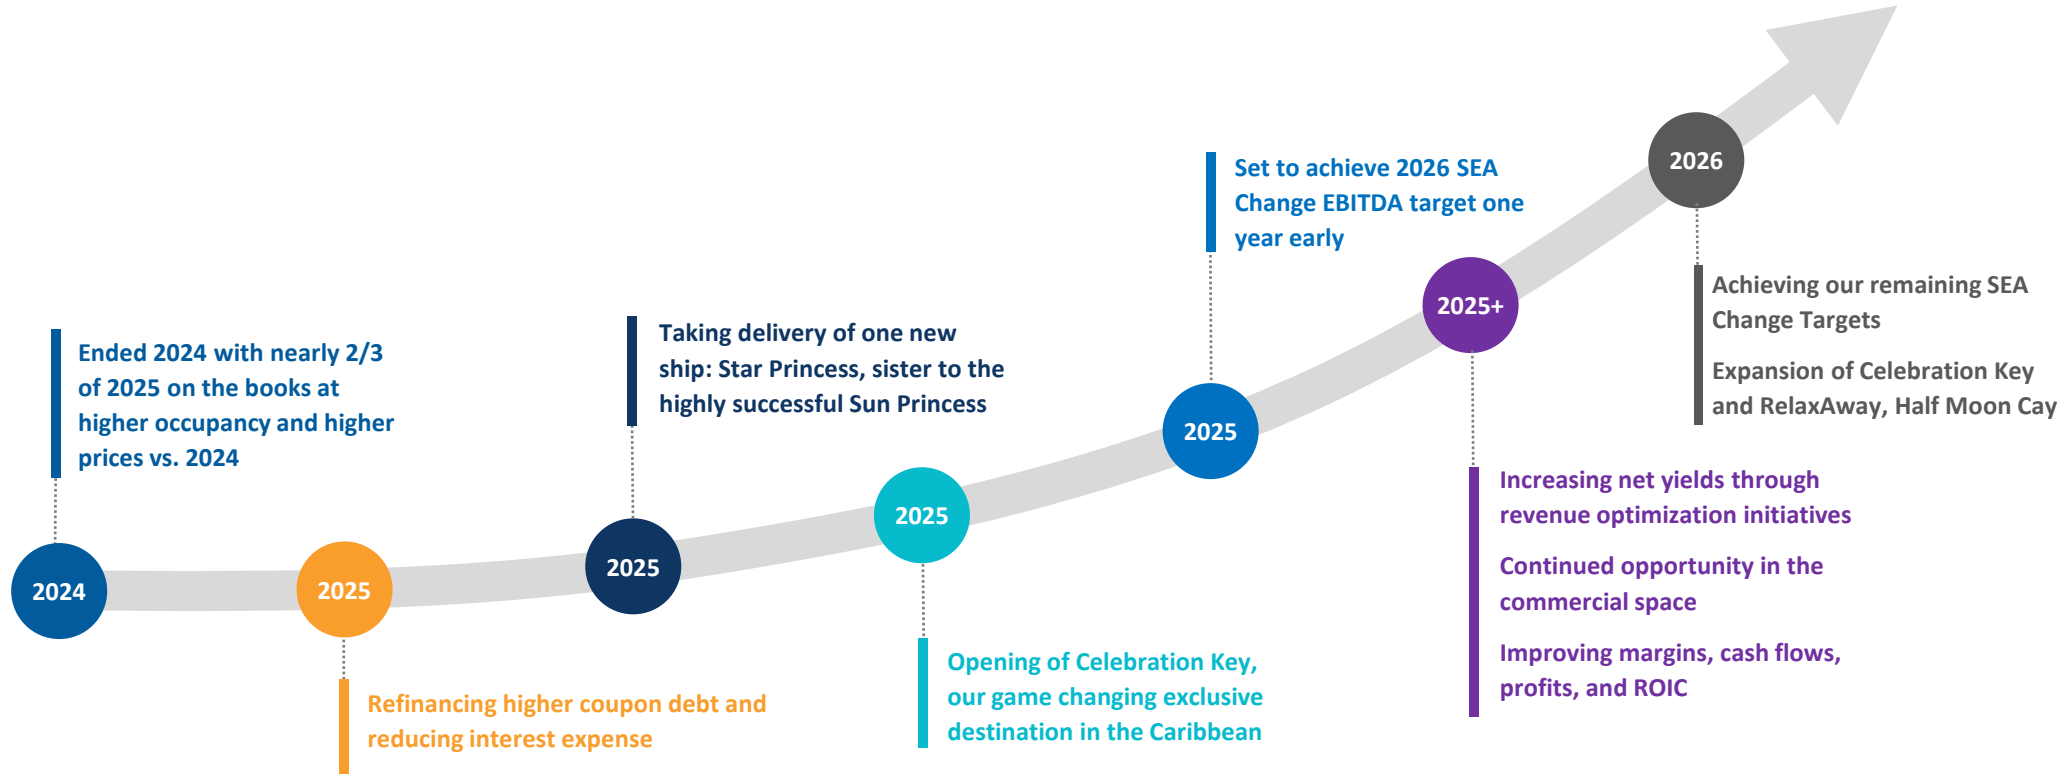 2024
Ended 2024 with nearly 2/3
of 2025 on the books at
higher occupancy and higher
prices vs. 2024
2025
Refinancing higher coupon debt and
reducing interest expense
2025
Taking delivery of one new
ship: Star Princess, sister to the
highly successful Sun Princess
2025
Opening of Celebration Key,
our game changing exclusive
destination in the Caribbean
2025
Set to achieve 2026 SEA
Change EBITDA target one
year early
2025+
Increasing net yields through
revenue optimization initiatives
Continued opportunity in the
commercial space
Improving margins, cash flows,
profits, and ROIC
2026
Achieving our remaining SEA
Change Targets
Expansion of Celebration Key
and RelaxAway, Half Moon Cay